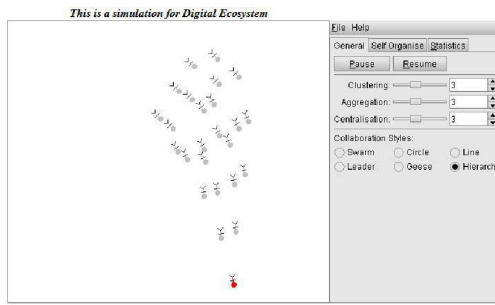 This is a simulation for Digital Ecosystem
File Help
General Self Organise Statistics
Pause Resume
Clustering: 3
Aggregation: 3
Centralisation: 3
Collaboration Styles:
Swarm Circle Line
Leader Geese Hierarch